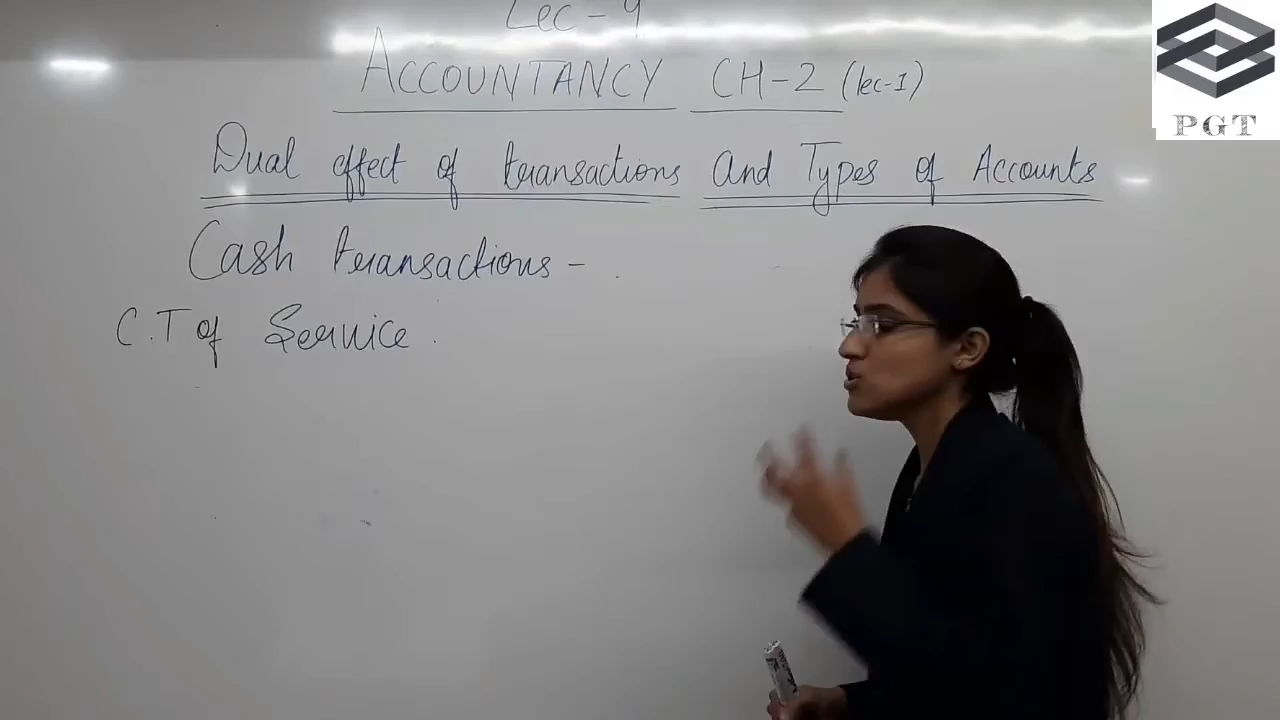 Lec - 9
ACCOUNTANCY CH-2 (lec-1)
PGT
Dual effect of transactions And Types of Accounts
Cash transactions -
C.T of Service